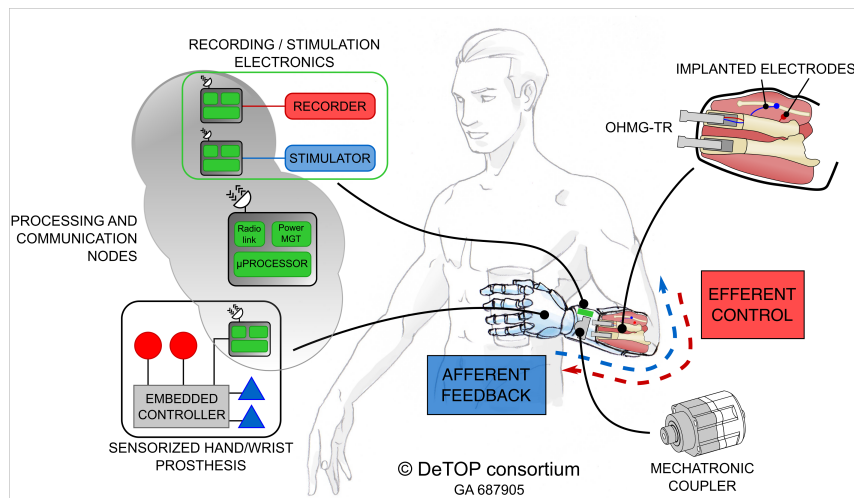 RECORDING / STIMULATION
ELECTRONICS
RECORDER
STIMULATOR
PROCESSING AND
COMMUNICATION
NODES
Radio
link
Power
MGT
µPROCESSOR
EMBEDDED
CONTROLLER
SENSORIZED HAND/WRIST
PROSTHESIS
IMPLANTED ELECTRODES
OHMG-TR
EFFERENT
CONTROL
AFFERENT
FEEDBACK
MECHATRONIC
COUPLER
© DeTOP consortium
GA 687905